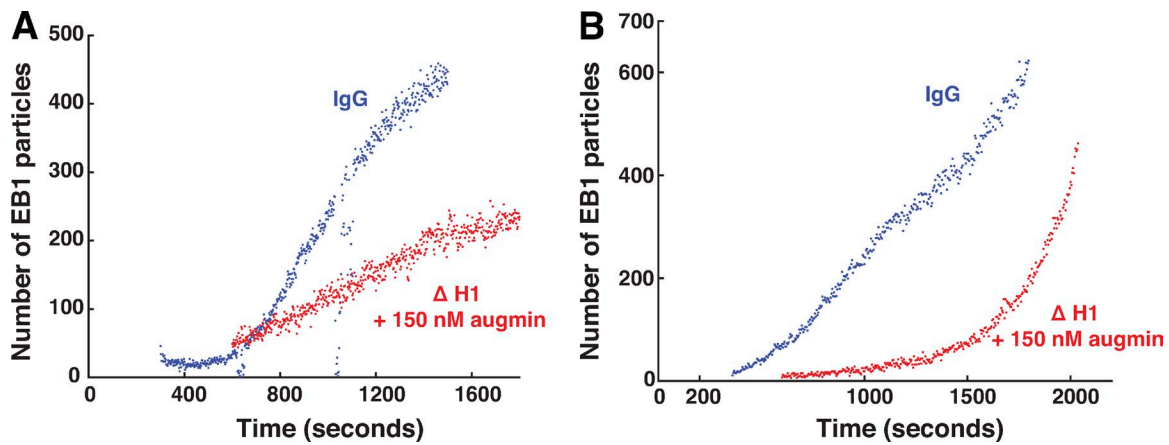 A
Number of EB1 particles
500
400
300
200
100
0
0
400
800
1200
1600
Time (seconds)
IgG
Δ H1
+ 150 nM augmin
B
Number of EB1 particles
700
600
400
200
0
0
200
1000
1500
2000
Time (seconds)
IgG
Δ H1
+ 150 nM augmin